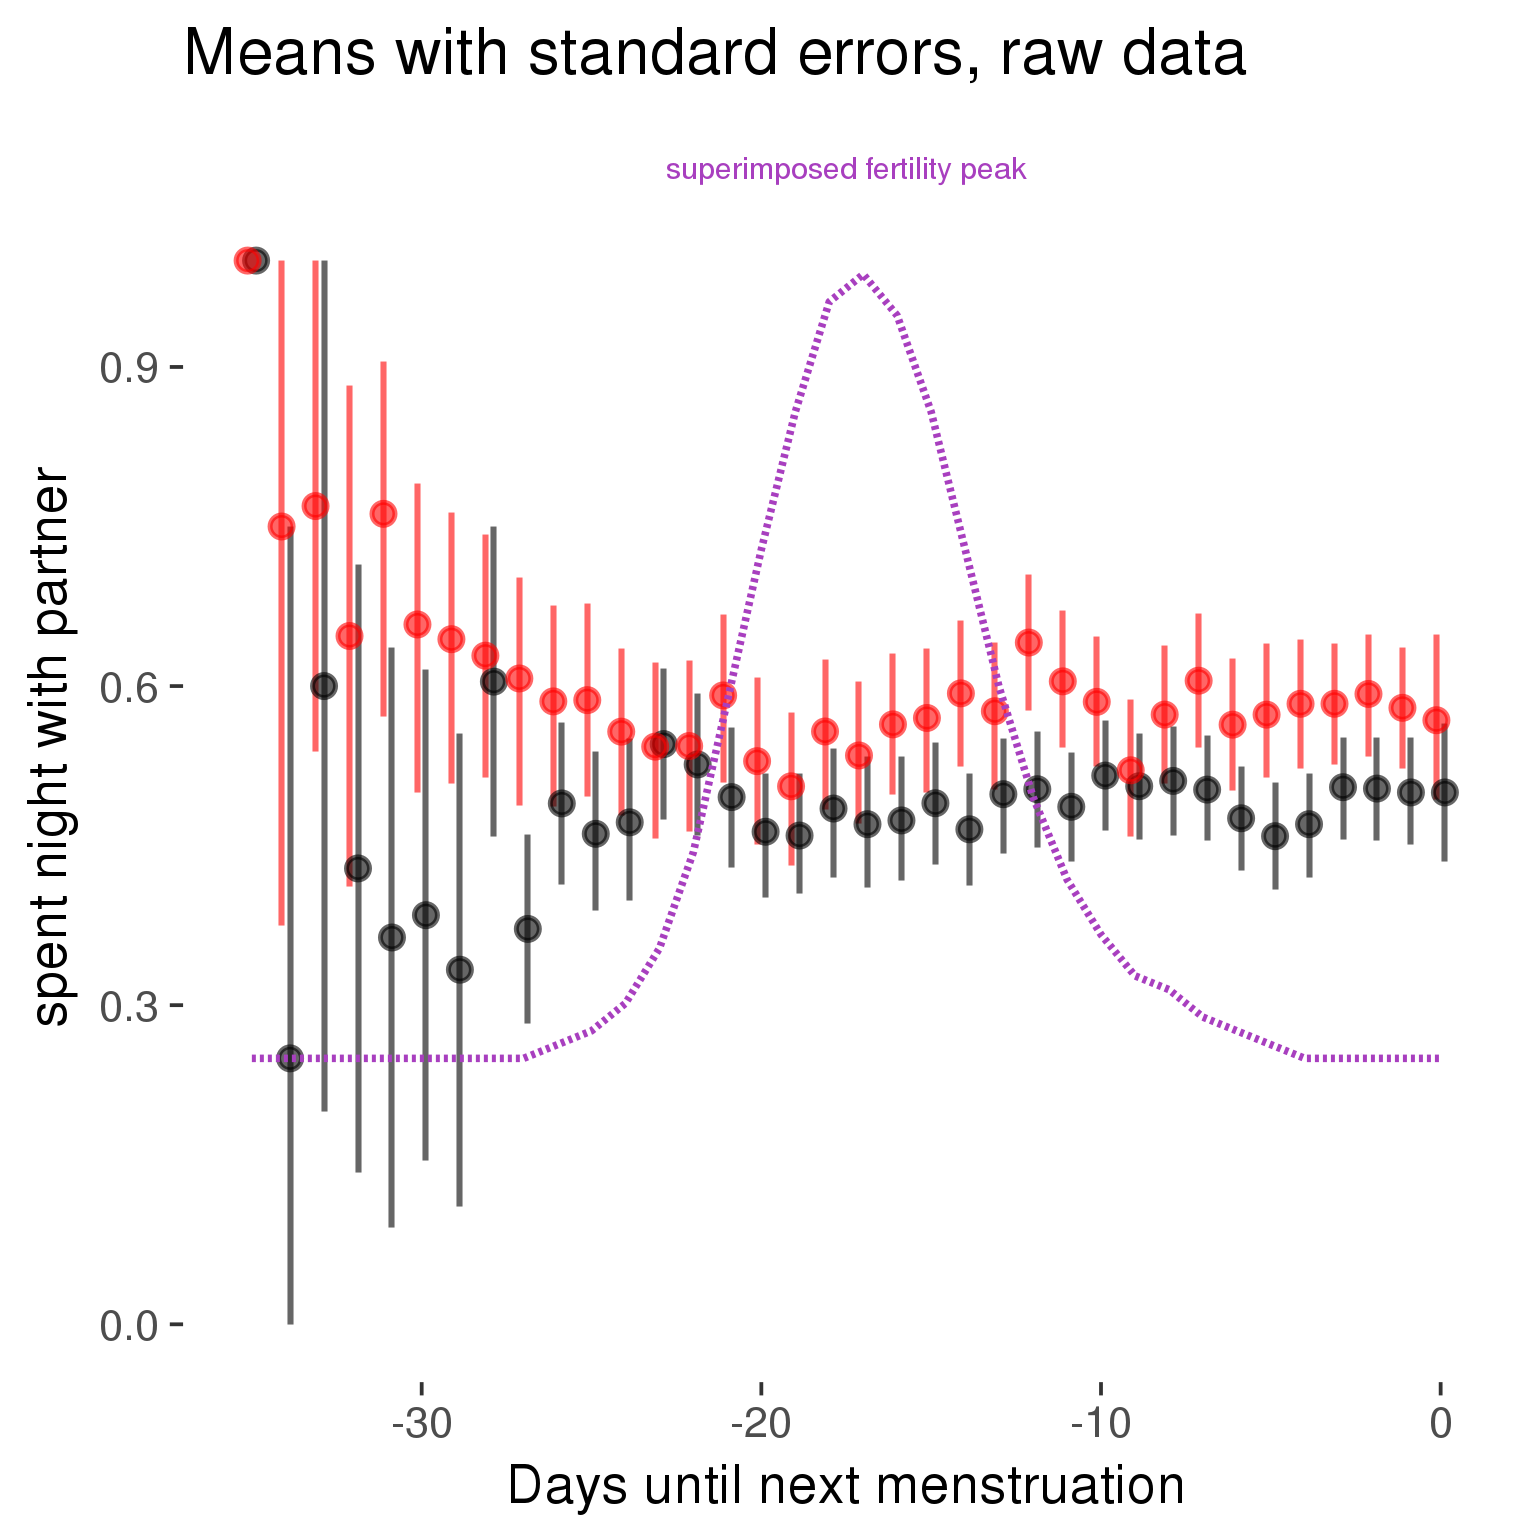 Means with standard errors, raw data
superimposed fertility peak
spent night with partner
0.9
0.6
0.3
0.0
-30 -20 -10 0
Days until next menstruation